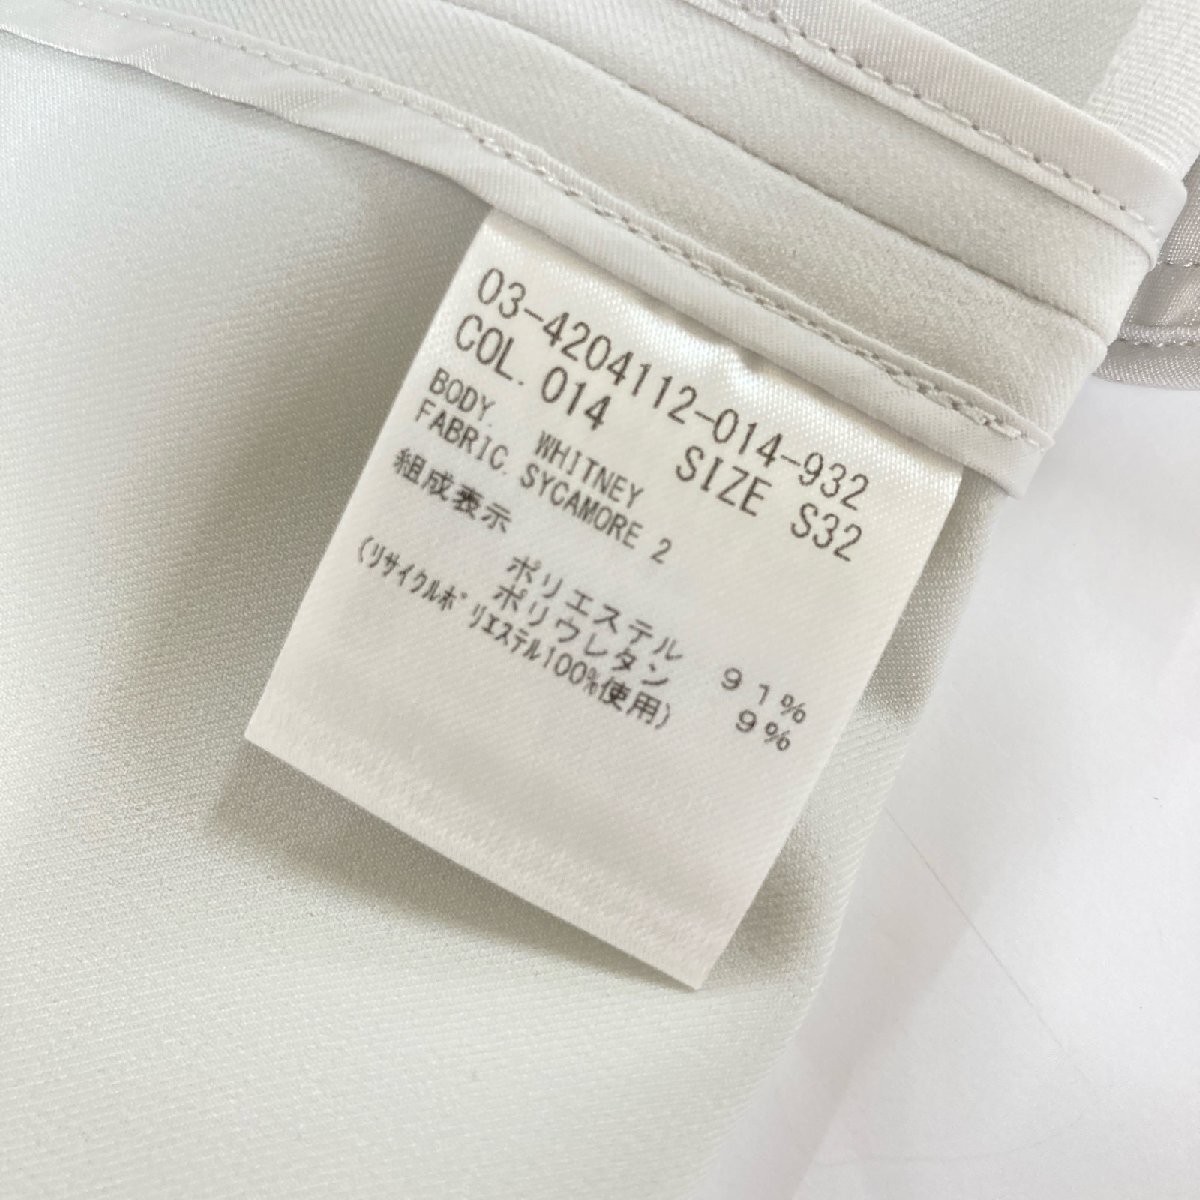 03-4204112-014-932
COL. 014 SIZE S32
BODY. WHITNEY
FABRIC. SYCAMORE 2
組成表示
ポリエステル 91%
ポリウレタン 9%
(ﾘｻｲｸﾙﾎﾟﾘｴｽﾃﾙ100%使用)